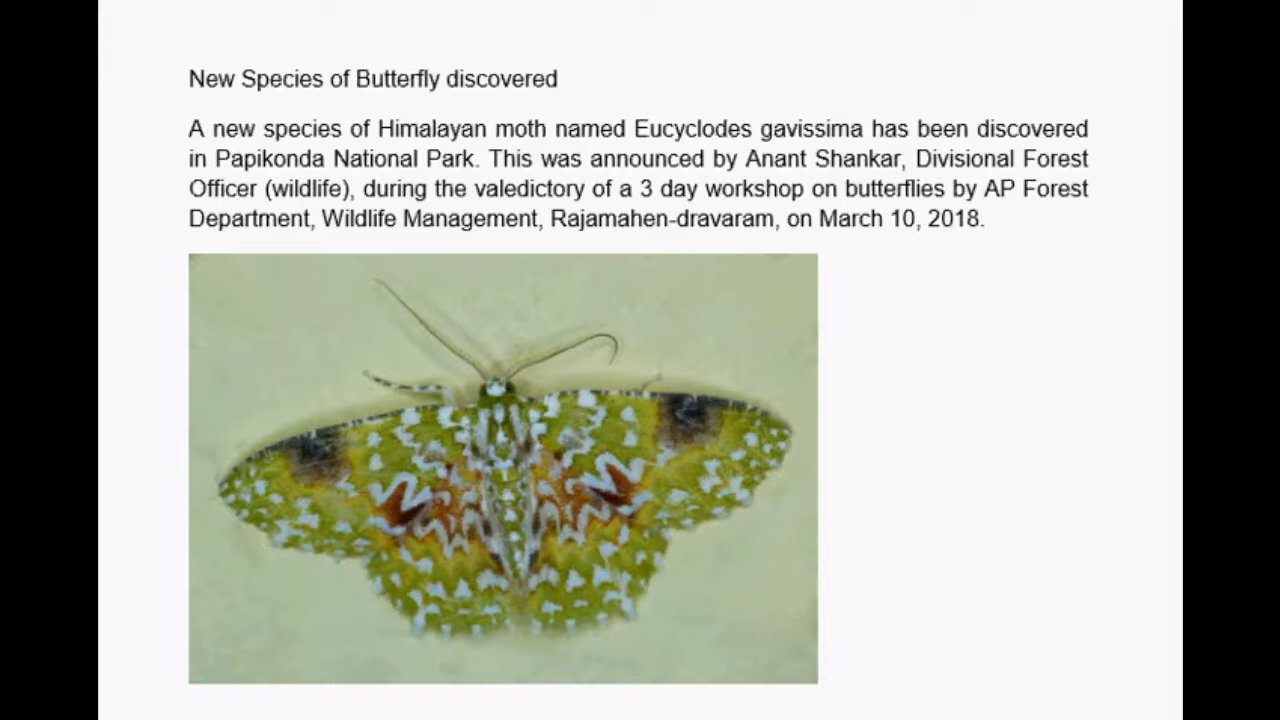 New Species of Butterfly discovered
A new species of Himalayan moth named Eucyclodes gavissima has been discovered
in Papikonda National Park. This was announced by Anant Shankar, Divisional Forest
Officer (wildlife), during the valedictory of a 3 day workshop on butterflies by AP Forest
Department, Wildlife Management, Rajamahen-dravaram, on March 10, 2018.